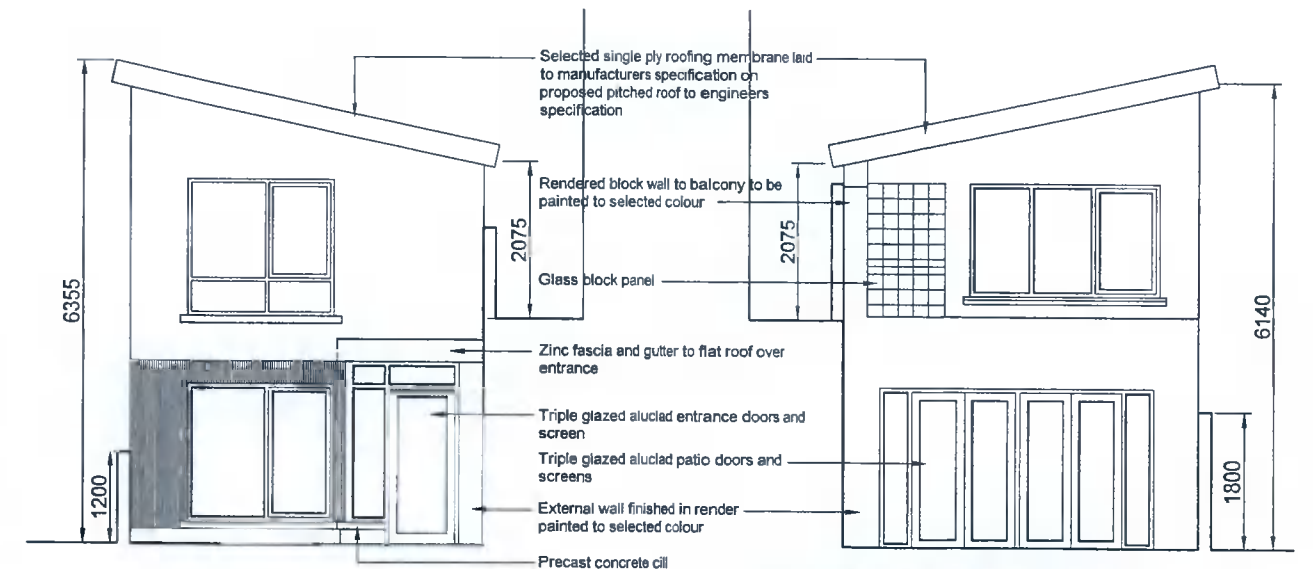 Selected single ply roofing membrane laid
to manufacturers specification on
proposed pitched roof to engineers
specification
Rendered block wall to balcony to be
painted to selected colour
Glass block panel
Zinc fascia and gutter to flat roof over
entrance
Triple glazed aluclad entrance doors and
screen
Triple glazed aluclad patio doors and
screens
External wall finished in render
painted to selected colour
Precast concrete cill
6355
1200
2075
2075
6140
1800